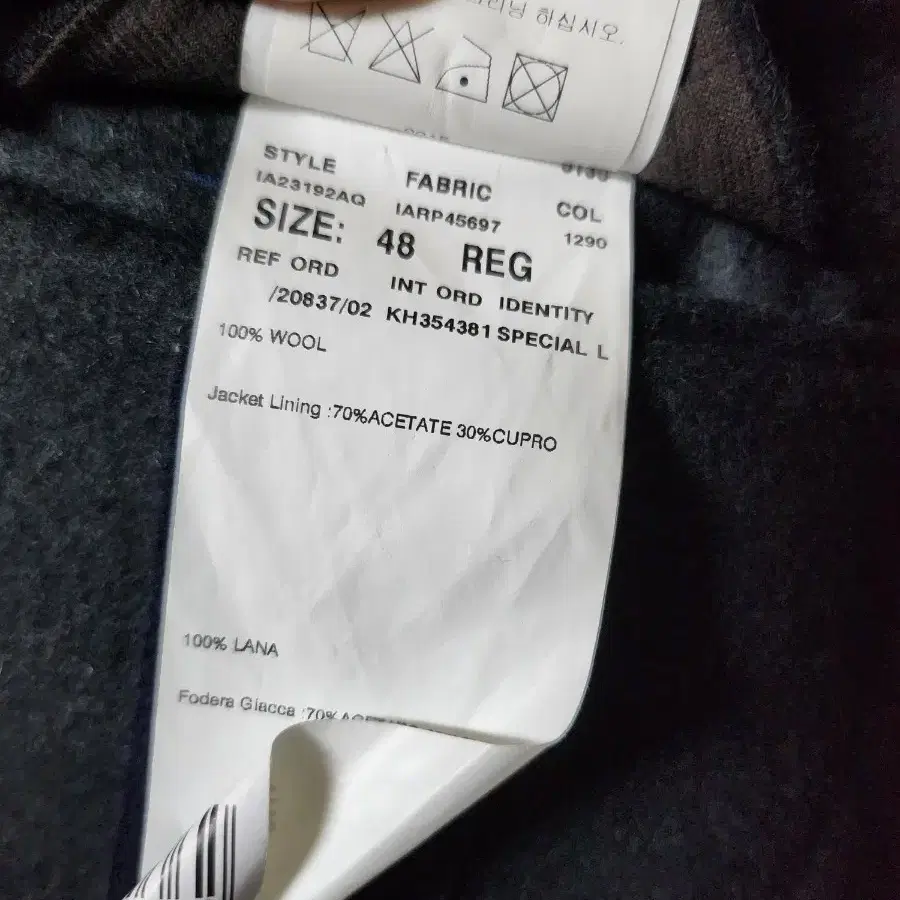 하십시오.
STYLE FABRIC COL
IA23192AQ IARP45697 1290
SIZE: 48 REG
REF ORD INT ORD IDENTITY
/20837/02 KH354381 SPECIAL L
100% WOOL
Jacket Lining :70%ACETATE 30%CUPRO
100% LANA
Fodera Giacca :70%